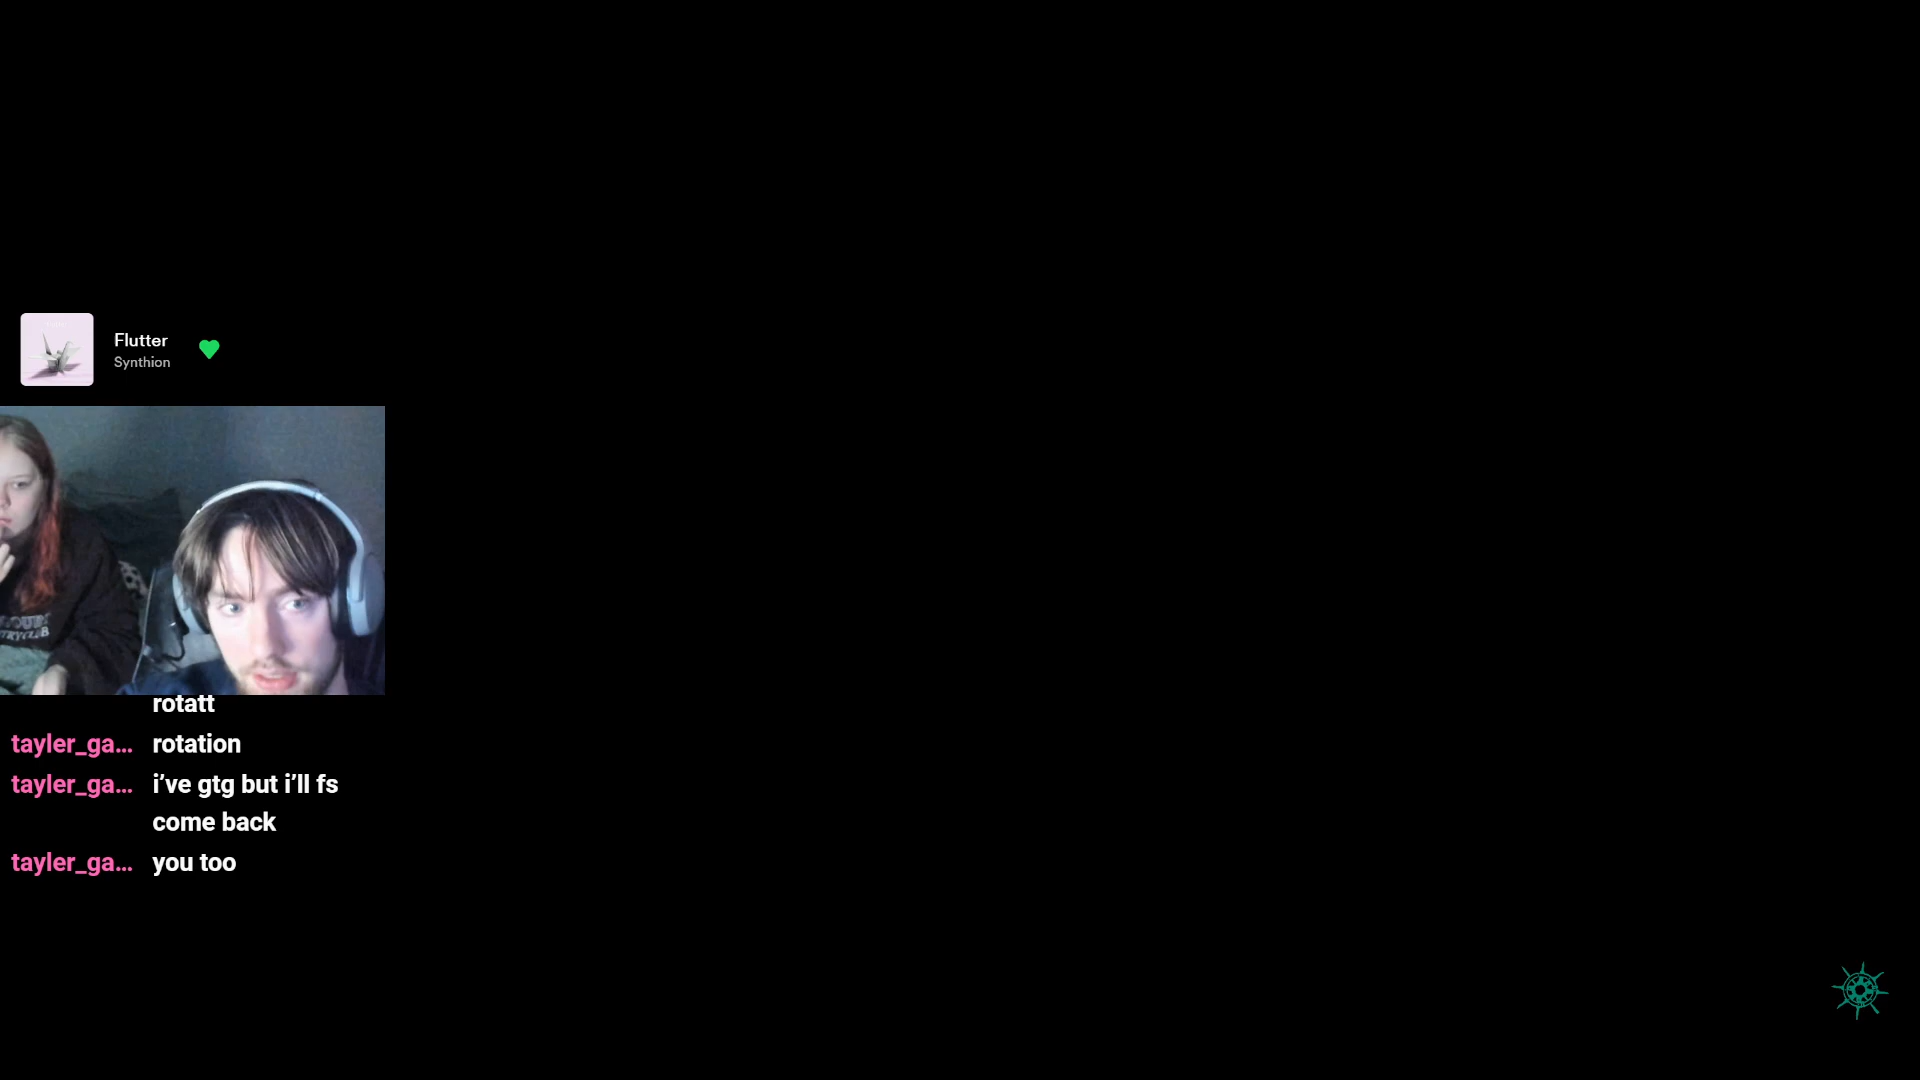 Flutter
Synthion
rotatt
tayler_ga... rotation
tayler_ga... i’ve gtg but i’ll fs
come back
tayler_ga... you too